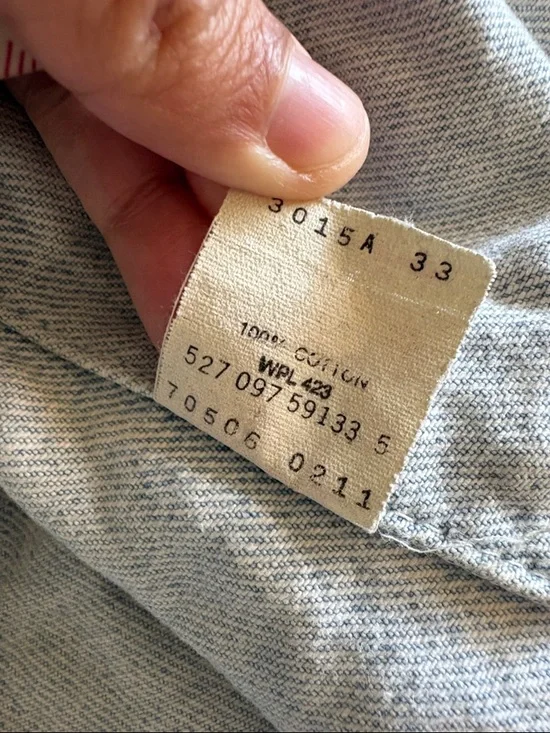 3015A 33
100% COTTON
WPL 423
527 097 59133 5
70506 0211